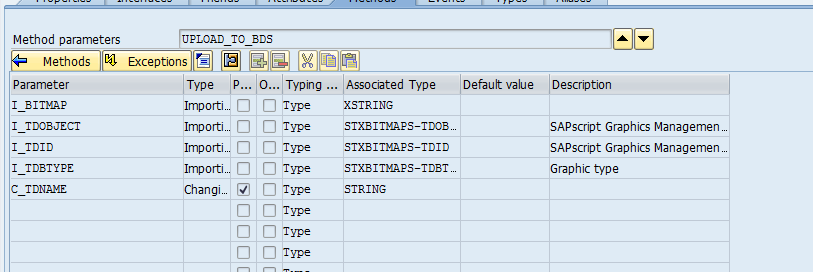 Properties Interfaces Friends Attributes Methods Events Types Aliases
Method parameters UPLOAD_TO_BDS
Methods Exceptions
Parameter Type P... O... Typing ... Associated Type Default value Description
I_BITMAP Importi... Type XSTRING
I_TDOBJECT Importi... Type STXBITMAPS-TDOB... SAPscript Graphics Managemen...
I_TDID Importi... Type STXBITMAPS-TDID SAPscript Graphics Managemen...
I_TDBTYPE Importi... Type STXBITMAPS-TDBT... Graphic type
C_TDNAME Changi... Type STRING
Type
Type
Type
Type